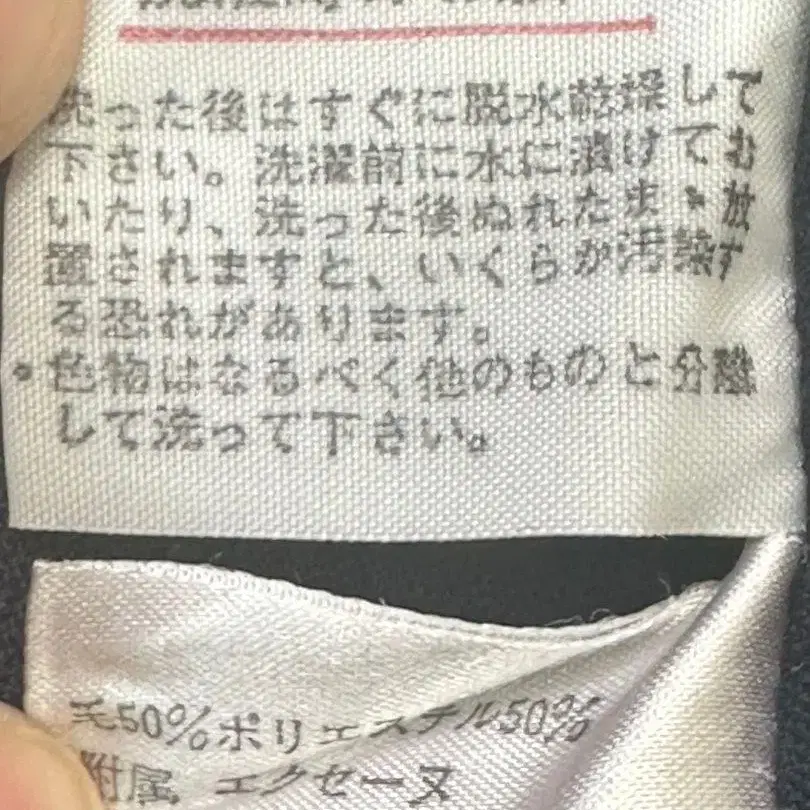 洗った後はすぐに脱水乾燥して
下さい。洗濯前に水に漬けてお
いたり、洗った後ぬれたまゝ放
置されますと、いくらか汚染す
る恐れがあります。
。色物はなるべく他のものと分離
して洗って下さい。
毛50%ポリエステル50%
附属 エクセーヌ